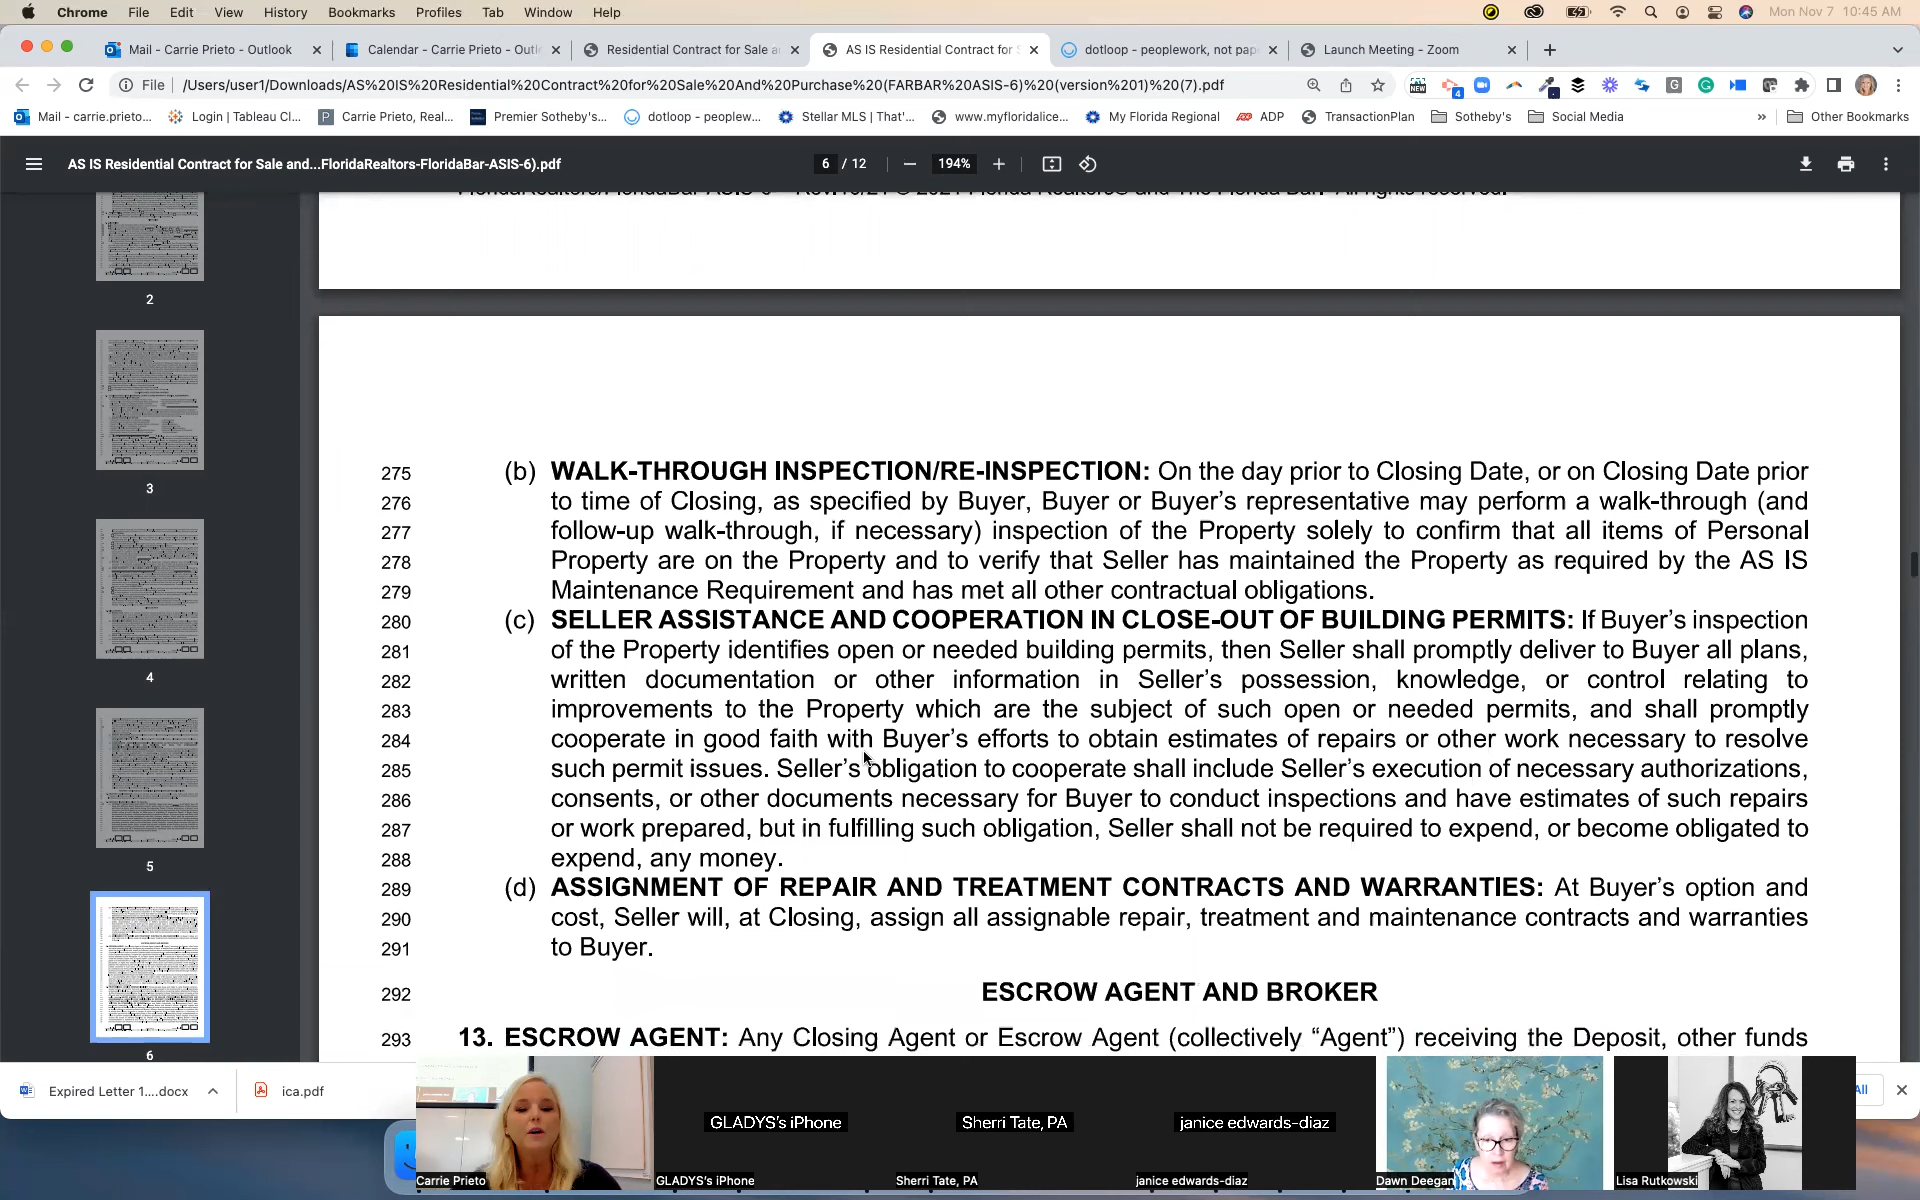 Chrome File Edit View History Bookmarks Profiles Tab Window Help Mon Nov 7 10:45 AM
Mail - Carrie Prieto - Outlook Calendar - Carrie Prieto - Outl Residential Contract for Sale a AS IS Residential Contract for S dotloop - peoplework, not pap Launch Meeting - Zoom
File /Users/user1/Downloads/AS%20IS%20Residential%20Contract%20for%20Sale%20And%20Purchase%20(FARBAR%20ASIS-6)%20(version%201)%20(7).pdf
Mail - carrie.prieto... Login | Tableau Cl... Carrie Prieto, Real... Premier Sotheby's... dotloop - peoplew... Stellar MLS | That'... www.myfloridalice... My Florida Regional ADP TransactionPlan Sotheby's Social Media » Other Bookmarks
AS IS Residential Contract for Sale and...FloridaRealtors-FloridaBar-ASIS-6).pdf 6 / 12 194%
2
3
4
5
6
275 (b) WALK-THROUGH INSPECTION/RE-INSPECTION: On the day prior to Closing Date, or on Closing Date prior
276 to time of Closing, as specified by Buyer, Buyer or Buyer's representative may perform a walk-through (and
277 follow-up walk-through, if necessary) inspection of the Property solely to confirm that all items of Personal
278 Property are on the Property and to verify that Seller has maintained the Property as required by the AS IS
279 Maintenance Requirement and has met all other contractual obligations.
280 (c) SELLER ASSISTANCE AND COOPERATION IN CLOSE-OUT OF BUILDING PERMITS: If Buyer's inspection
281 of the Property identifies open or needed building permits, then Seller shall promptly deliver to Buyer all plans,
282 written documentation or other information in Seller's possession, knowledge, or control relating to
283 improvements to the Property which are the subject of such open or needed permits, and shall promptly
284 cooperate in good faith with Buyer's efforts to obtain estimates of repairs or other work necessary to resolve
285 such permit issues. Seller's obligation to cooperate shall include Seller's execution of necessary authorizations,
286 consents, or other documents necessary for Buyer to conduct inspections and have estimates of such repairs
287 or work prepared, but in fulfilling such obligation, Seller shall not be required to expend, or become obligated to
288 expend, any money.
289 (d) ASSIGNMENT OF REPAIR AND TREATMENT CONTRACTS AND WARRANTIES: At Buyer's option and
290 cost, Seller will, at Closing, assign all assignable repair, treatment and maintenance contracts and warranties
291 to Buyer.
292 ESCROW AGENT AND BROKER
293 13. ESCROW AGENT: Any Closing Agent or Escrow Agent (collectively "Agent") receiving the Deposit, other funds
Expired Letter 1....docx ica.pdf All
GLADYS's iPhone Sherri Tate, PA janice edwards-diaz
Carrie Prieto GLADYS's iPhone Sherri Tate, PA janice edwards-diaz Dawn Deegan Lisa Rutkowski